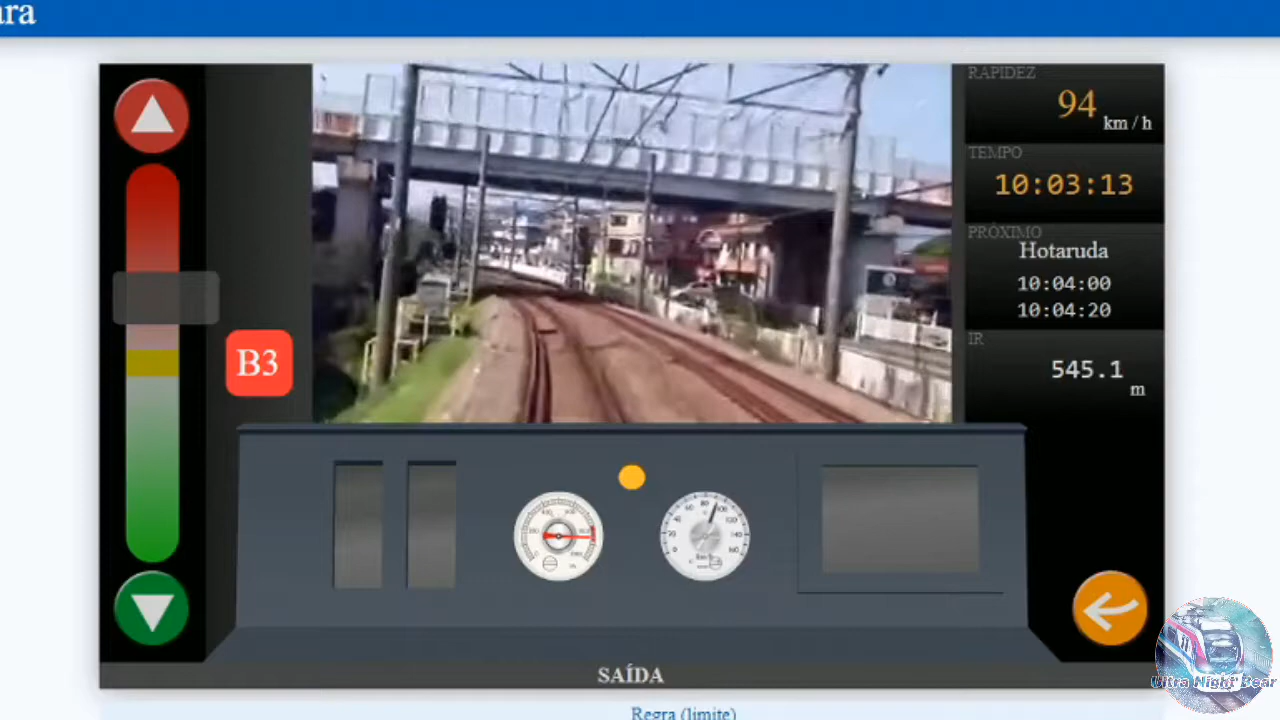 ara
RAPIDEZ
94
km / h
TEMPO
10:03:13
PRÓXIMO
Hotaruda
10:04:00
10:04:20
IR
545.1
m
B3
SAÍDA
Regra (limite)
Ultra Night Bear